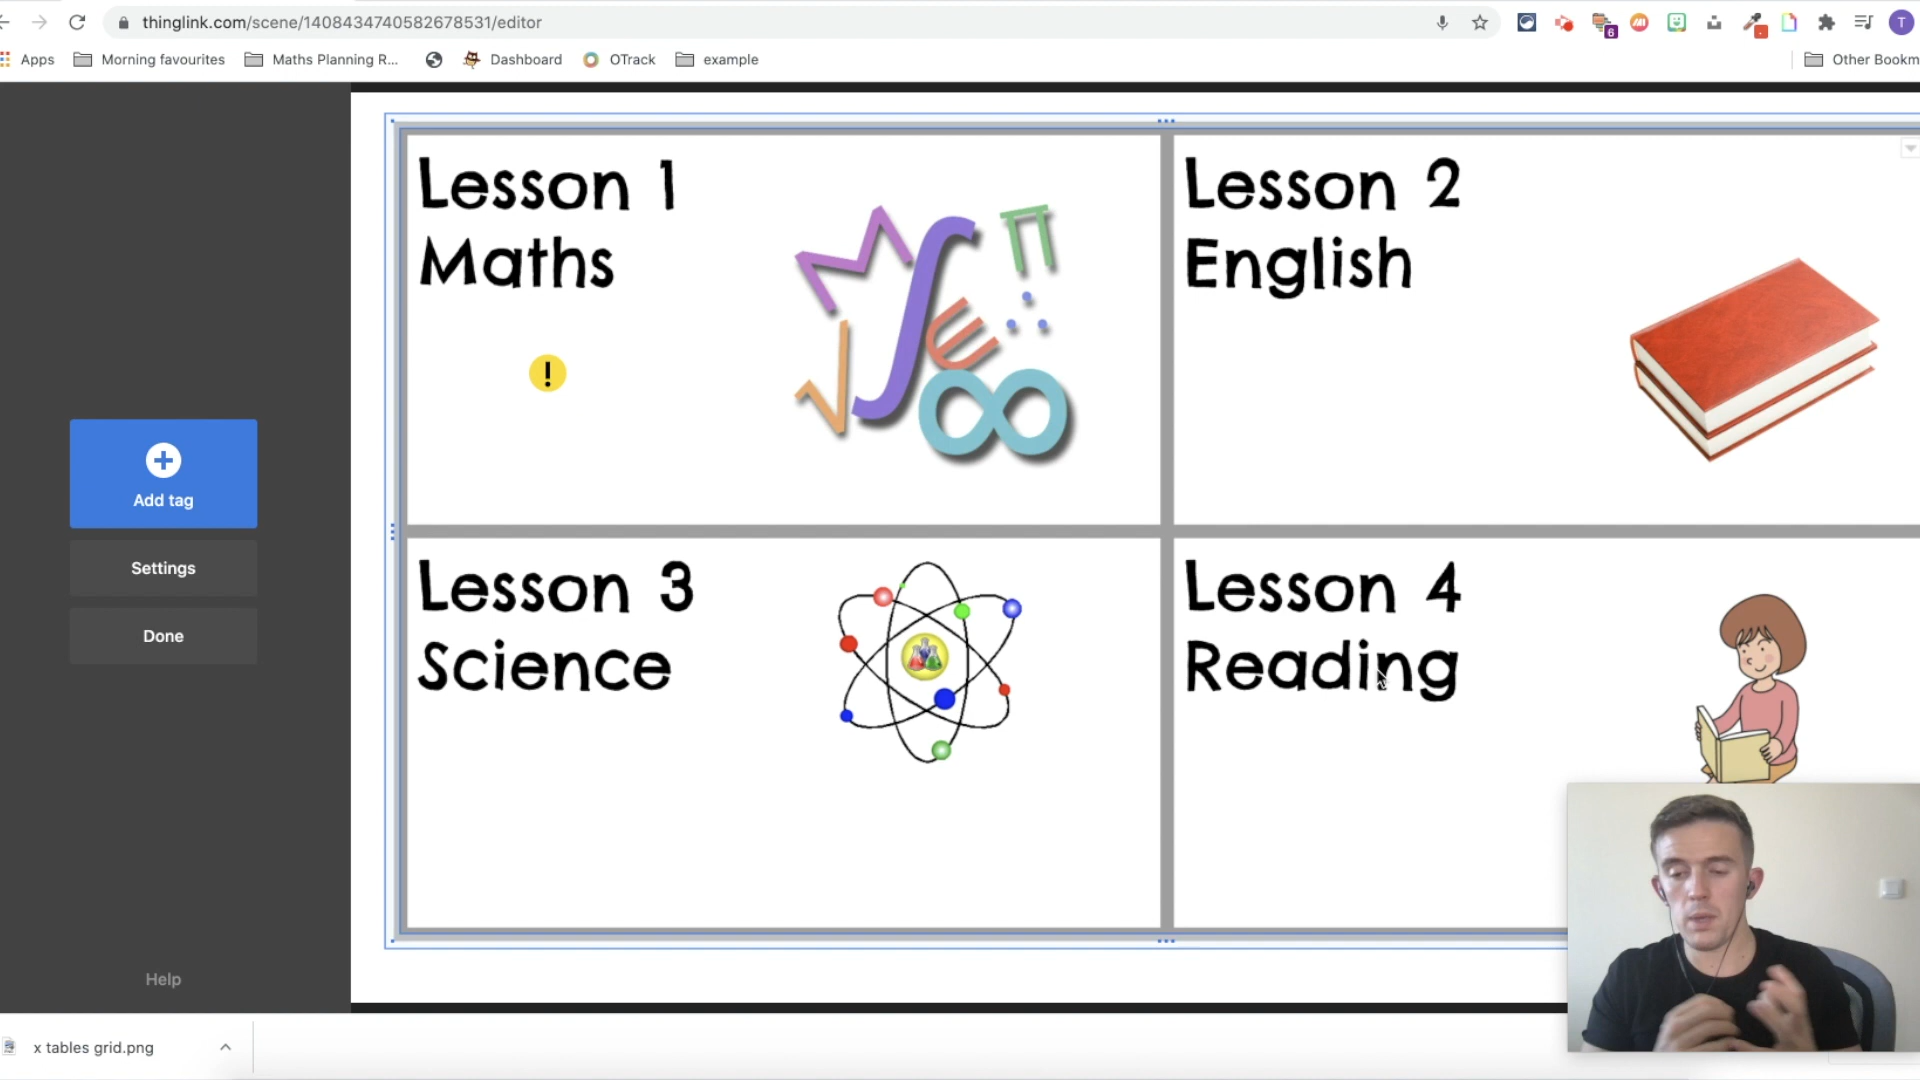 thinglink.com/scene/1408434740582678531/editor
6
T
Apps
Morning favourites
Maths Planning R...
Dashboard
OTrack
example
Other Bookm
Lesson 1
Maths
!
Lesson 2
English
Add tag
Settings
Done
Lesson 3
Science
Lesson 4
Reading
Help
x tables grid.png